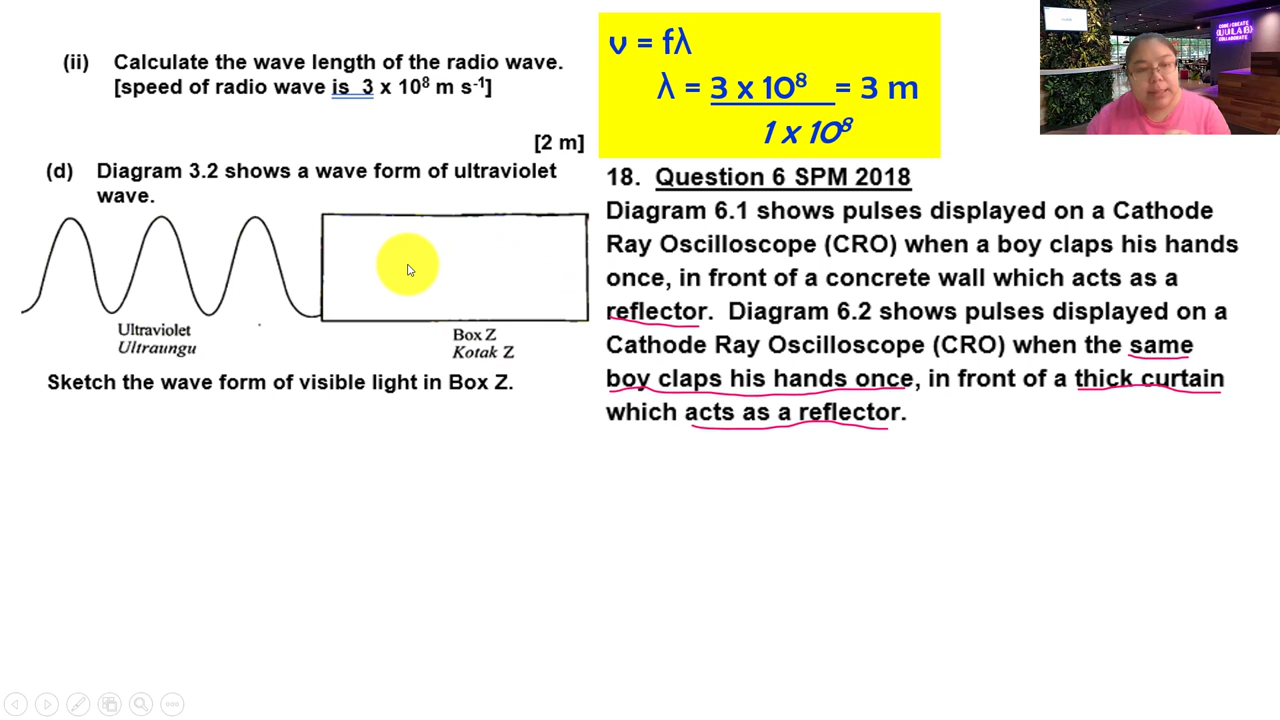 (ii) Calculate the wave length of the radio wave.
[speed of radio wave is 3 x 10⁸ m s⁻¹]
[2 m]
(d) Diagram 3.2 shows a wave form of ultraviolet
wave.
Ultraviolet
Ultraungu
Box Z
Kotak Z
Sketch the wave form of visible light in Box Z.
v = fλ
λ = 3 x 10⁸ = 3 m
1 x 10⁸
18. Question 6 SPM 2018
Diagram 6.1 shows pulses displayed on a Cathode
Ray Oscilloscope (CRO) when a boy claps his hands
once, in front of a concrete wall which acts as a
reflector. Diagram 6.2 shows pulses displayed on a
Cathode Ray Oscilloscope (CRO) when the same
boy claps his hands once, in front of a thick curtain
which acts as a reflector.
COLLABORATE